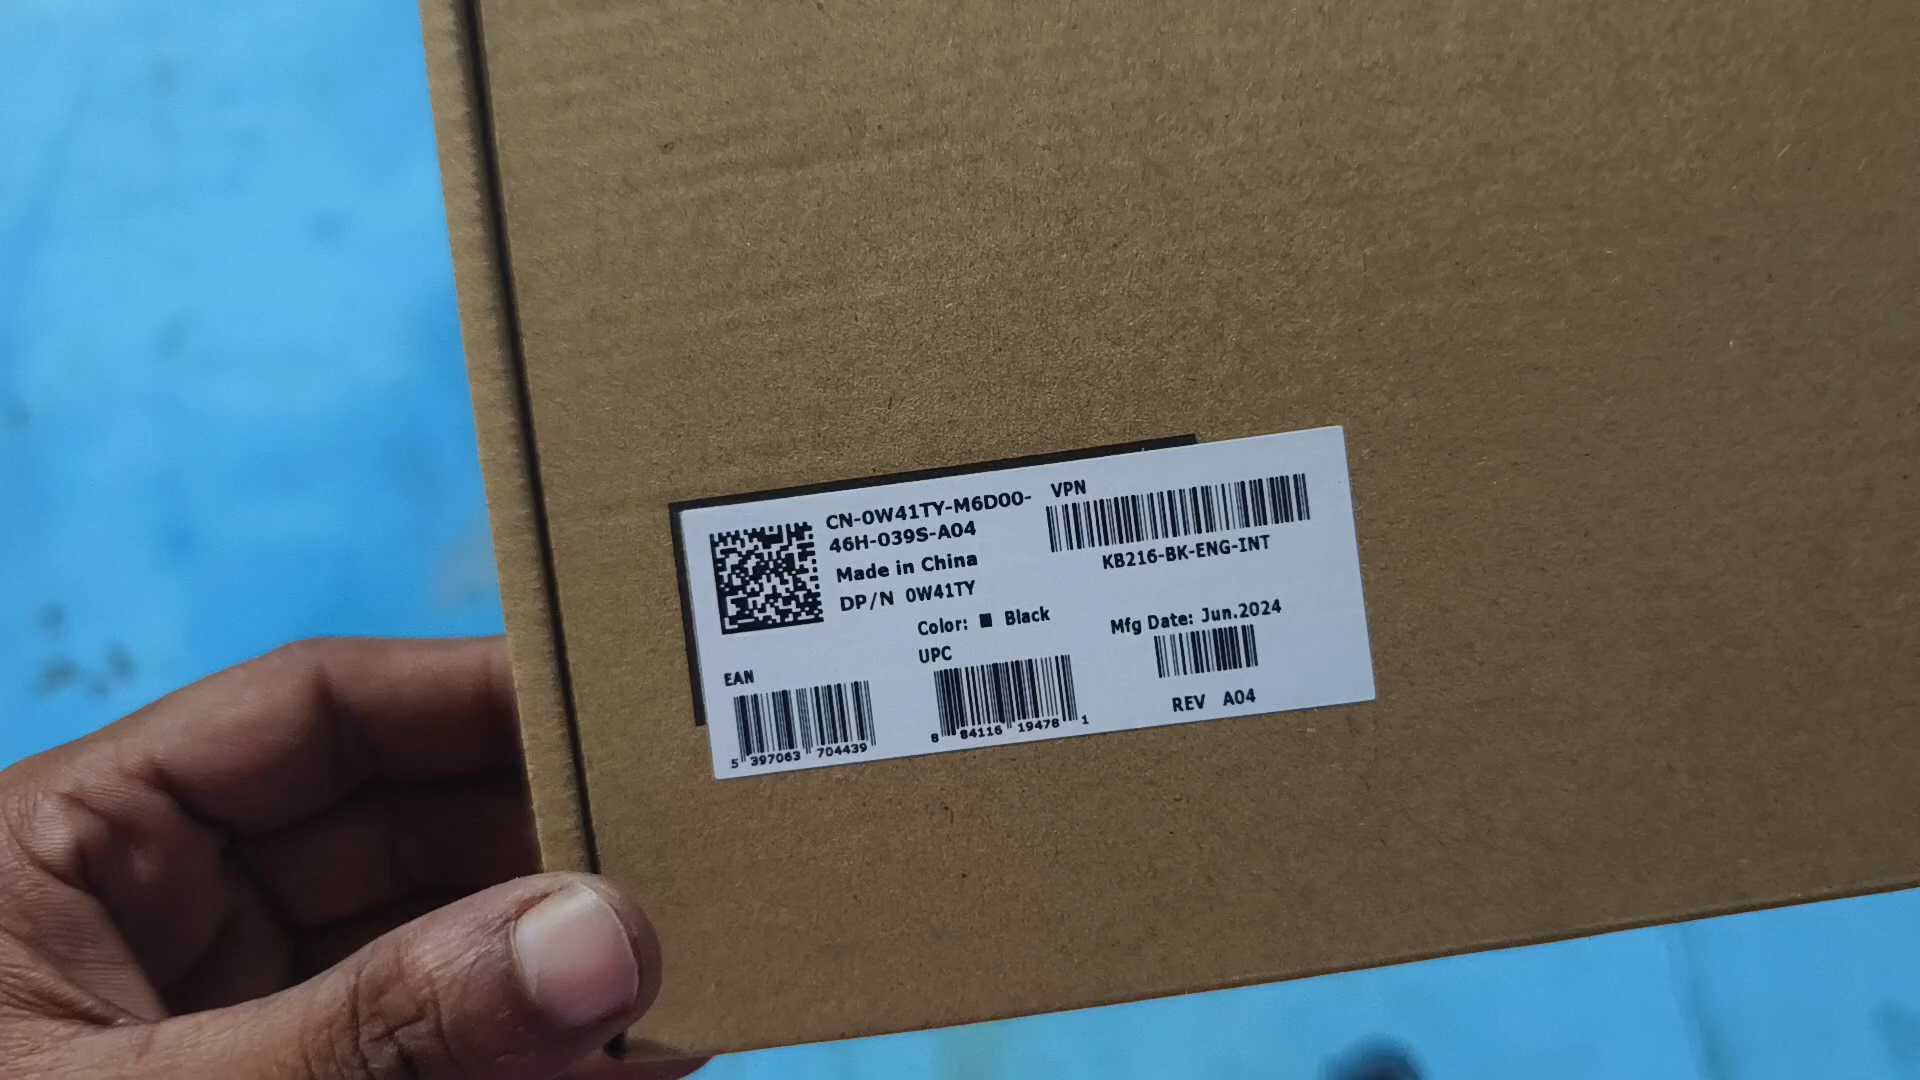 CN-0W41TY-M6D00-
46H-039S-A04
Made in China
DP/N 0W41TY
VPN
KB216-BK-ENG-INT
Color: ■ Black
Mfg Date: Jun.2024
EAN
5 397063 704439
UPC
8 84116 19478 1
REV A04